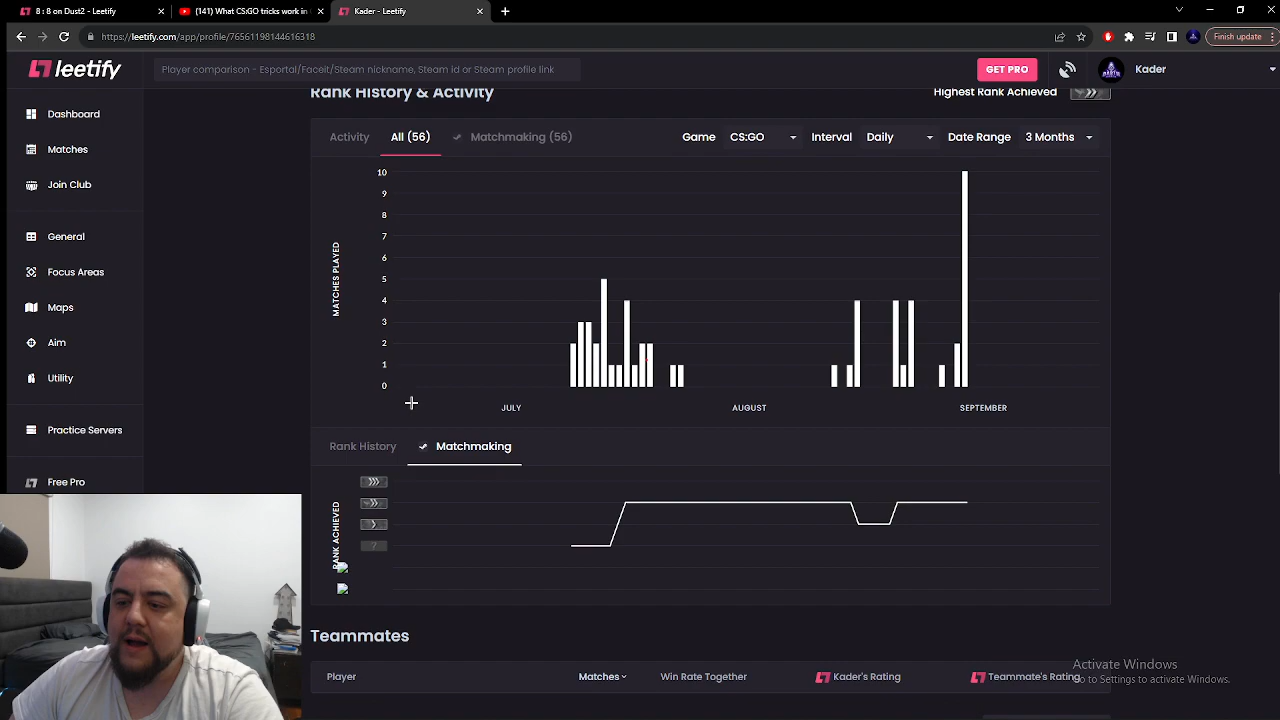 8 : 8 on Dust2 - Leetify
(141) What CS:GO tricks work in
Kader - Leetify
https://leetify.com/app/profile/76561198144616318
Finish update
leetify
Player comparison - Esportal/Faceit/Steam nickname, Steam id or Steam profile link
GET PRO
Kader
Dashboard
Matches
Join Club
General
Focus Areas
Maps
Aim
Utility
Practice Servers
Free Pro
Rank History & Activity
Highest Rank Achieved
Activity
All (56)
Matchmaking (56)
Game
CS:GO
Interval
Daily
Date Range
3 Months
MATCHES PLAYED
10
9
8
7
6
5
4
3
2
1
0
JULY
AUGUST
SEPTEMBER
Rank History
Matchmaking
RANK ACHIEVED
?
Teammates
Player
Matches
Win Rate Together
Kader's Rating
Teammate's Rating
Activate Windows
Go to Settings to activate Windows.